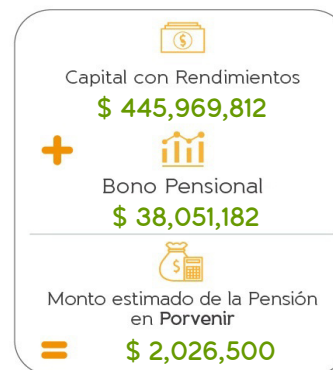 Capital con Rendimientos
$ 445,969,812
+
Bono Pensional
$ 38,051,182
Monto estimado de la Pensión
en Porvenir
= $ 2,026,500